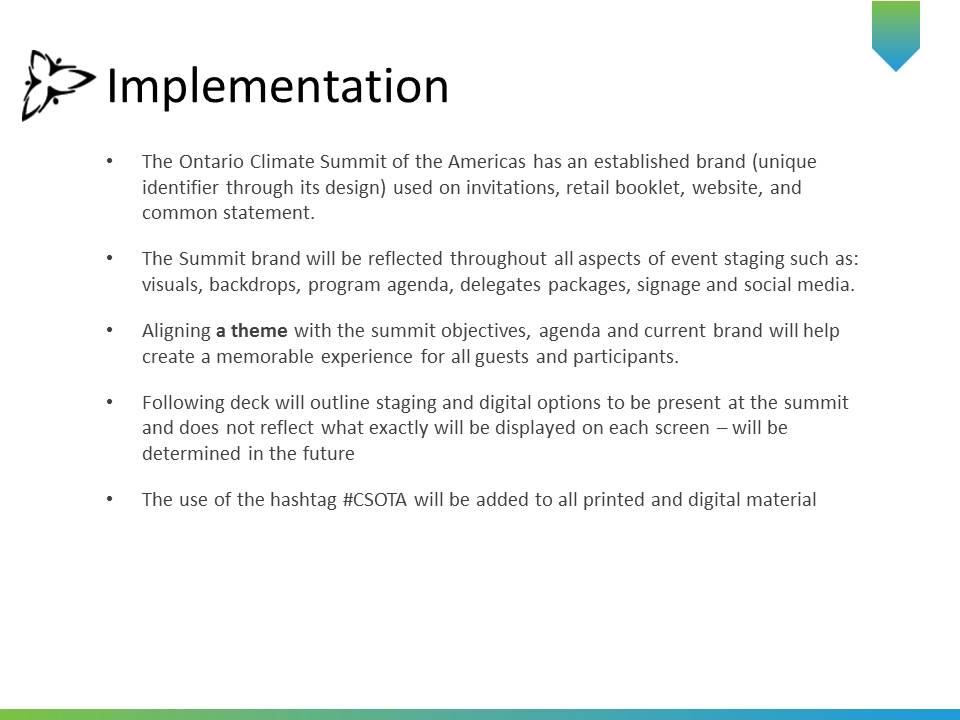 Implementation
• The Ontario Climate Summit of the Americas has an established brand (unique
identifier through its design) used on invitations, retail booklet, website, and
common statement.
• The Summit brand will be reflected throughout all aspects of event staging such as:
visuals, backdrops, program agenda, delegates packages, signage and social media.
• Aligning a theme with the summit objectives, agenda and current brand will help
create a memorable experience for all guests and participants.
• Following deck will outline staging and digital options to be present at the summit
and does not reflect what exactly will be displayed on each screen – will be
determined in the future
• The use of the hashtag #CSOTA will be added to all printed and digital material